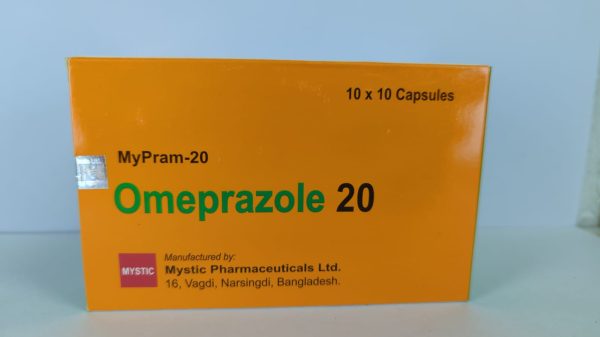 10 x 10 Capsules
MyPram-20
Omeprazole 20
MYSTIC
Manufactured by:
Mystic Pharmaceuticals Ltd.
16, Vagdi, Narsingdi, Bangladesh.